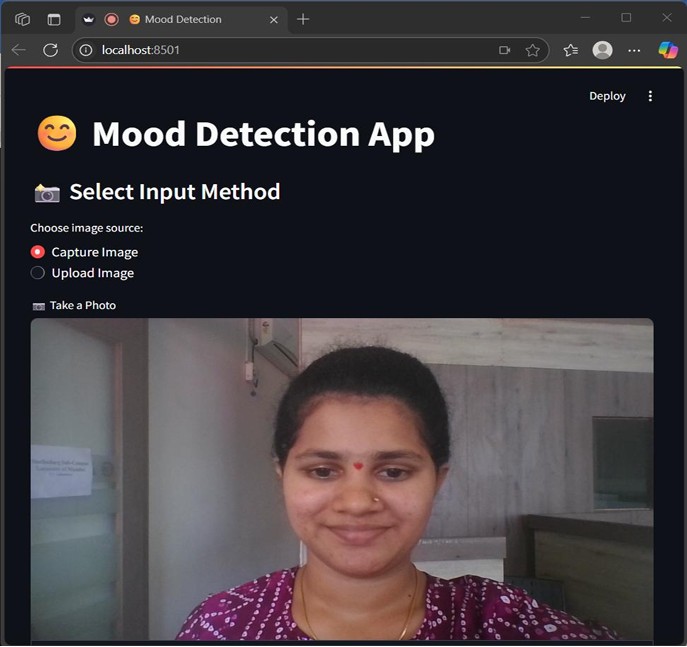 Mood Detection
localhost:8501
Deploy
Mood Detection App
Select Input Method
Choose image source:
Capture Image
Upload Image
Take a Photo